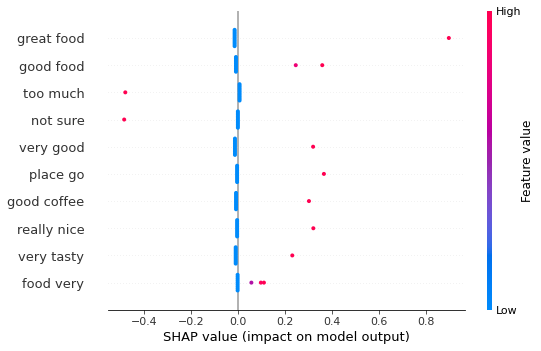 High
great food
good food
too much
not sure
very good
place go
good coffee
really nice
very tasty
food very
Feature value
Low
−0.4 −0.2 0.0 0.2 0.4 0.6 0.8
SHAP value (impact on model output)